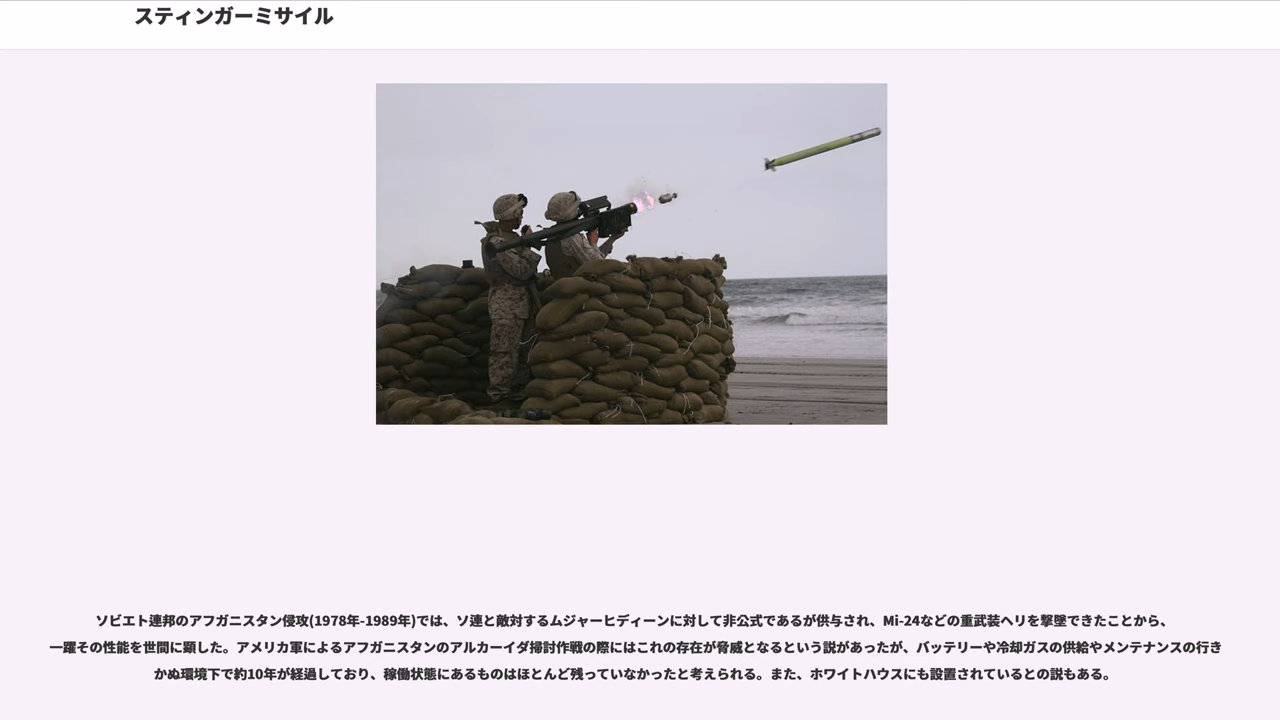 スティンガーミサイル
ソビエト連邦のアフガニスタン侵攻(1978年-1989年)では、ソ連と敵対するムジャーヒディーンに対して非公式であるが供与され、Mi-24などの重武装ヘリを撃墜できたことから、
一躍その性能を世間に顕した。アメリカ軍によるアフガニスタンのアルカーイダ掃討作戦の際にはこれの存在が脅威となるという説があったが、バッテリーや冷却ガスの供給やメンテナンスの行き
かぬ環境下で約10年が経過しており、稼働状態にあるものはほとんど残っていなかったと考えられる。また、ホワイトハウスにも設置されているとの説もある。